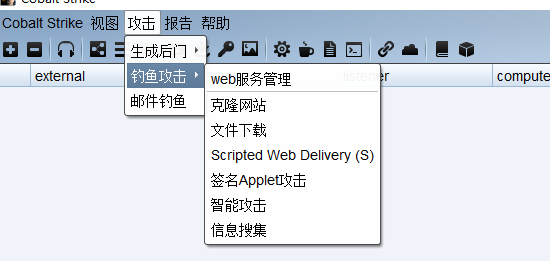 Cobalt Strike
Cobalt Strike 视图 攻击 报告 帮助
生成后门
钓鱼攻击
邮件钓鱼
web服务管理
克隆网站
文件下载
Scripted Web Delivery (S)
签名Applet攻击
智能攻击
信息搜集
external listener compute